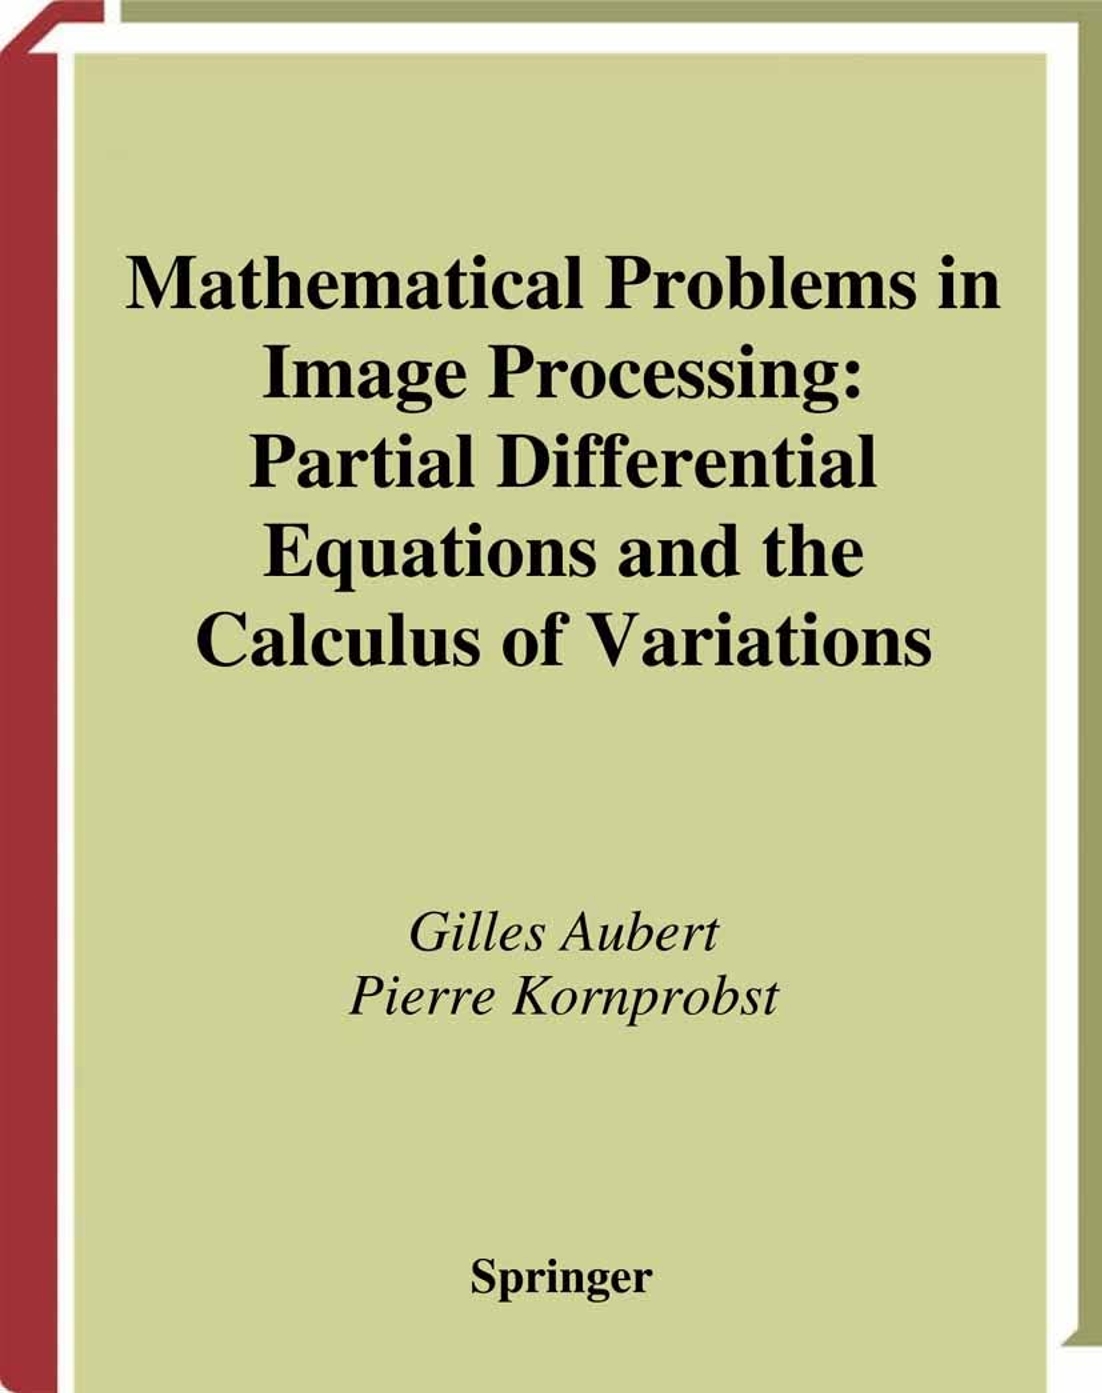 Mathematical Problems in
Image Processing:
Partial Differential
Equations and the
Calculus of Variations
Gilles Aubert
Pierre Kornprobst
Springer